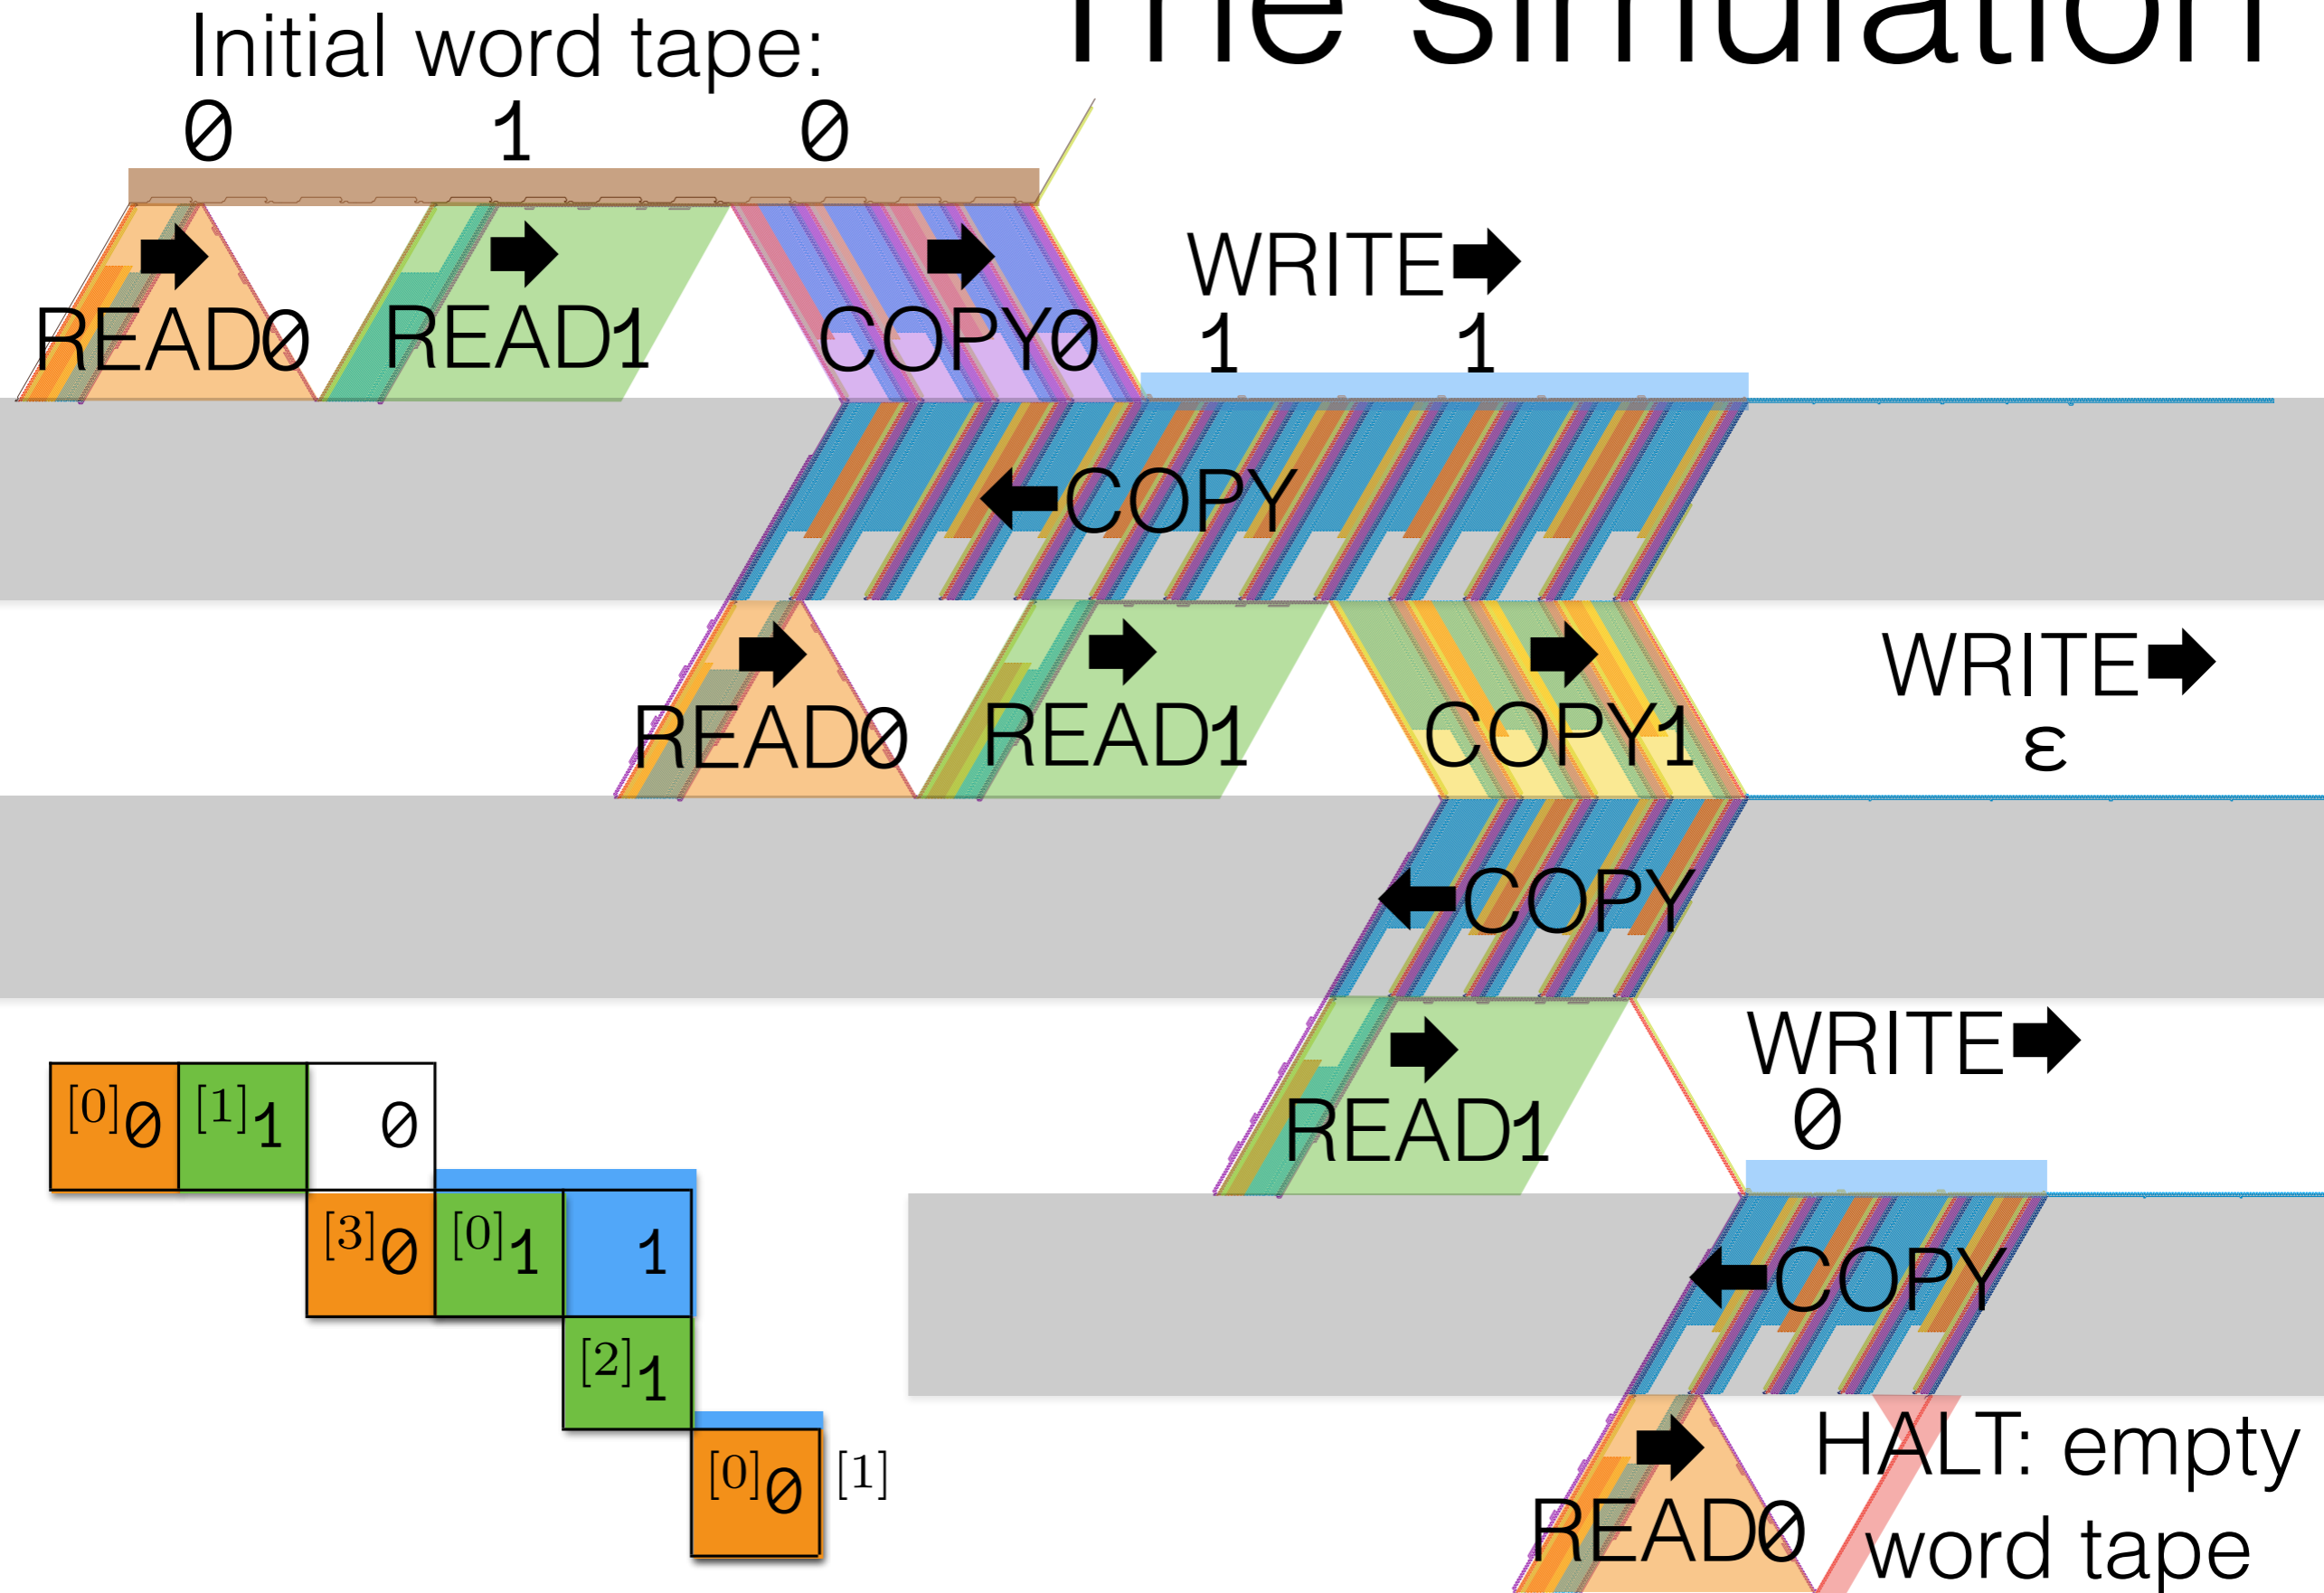 The simulation
Initial word tape:
0 1 0
WRITE
1 1
READ0 READ1 COPY0
COPY
WRITE
ε
READ0 READ1 COPY1
COPY
WRITE
0
READ1
[0]0 [1]1 0
[3]0 [0]1 1
COPY
[2]1
HALT: empty
word tape
[0]0 [1]
READ0